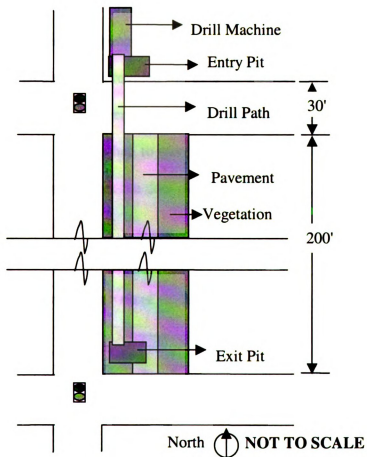 Drill Machine
Entry Pit
30'
Drill Path
Pavement
Vegetation
200'
Exit Pit
North NOT TO SCALE